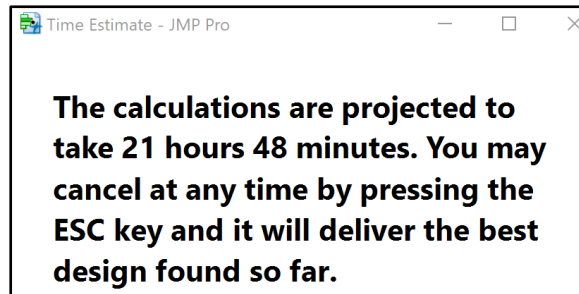 Time Estimate - JMP Pro
The calculations are projected to
take 21 hours 48 minutes. You may
cancel at any time by pressing the
ESC key and it will deliver the best
design found so far.